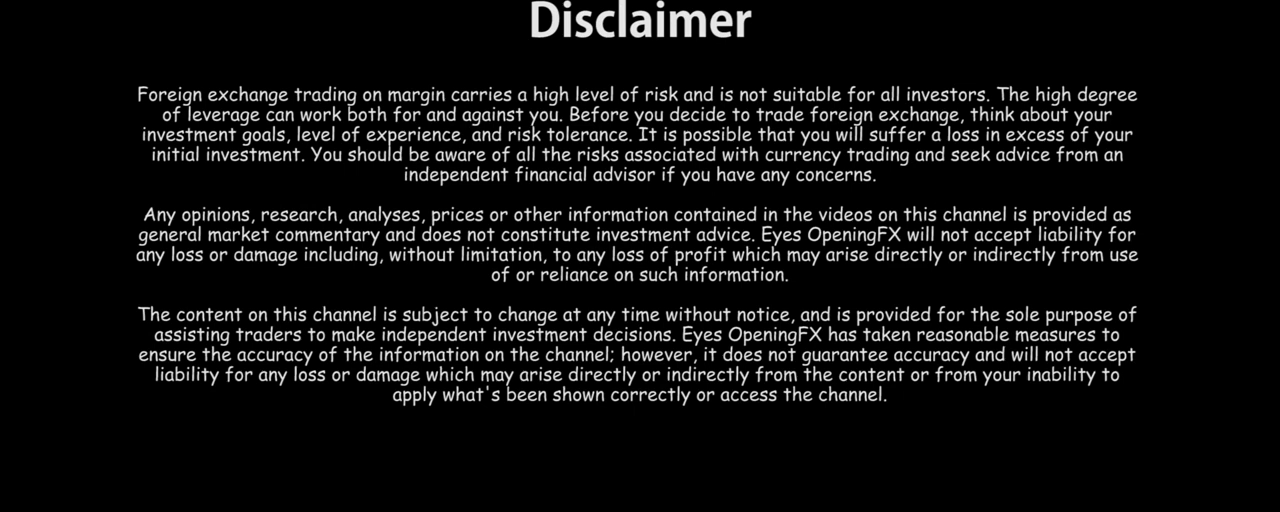 Disclaimer
Foreign exchange trading on margin carries a high level of risk and is not suitable for all investors. The high degree
of leverage can work both for and against you. Before you decide to trade foreign exchange, think about your
investment goals, level of experience, and risk tolerance. It is possible that you will suffer a loss in excess of your
initial investment. You should be aware of all the risks associated with currency trading and seek advice from an
independent financial advisor if you have any concerns.
Any opinions, research, analyses, prices or other information contained in the videos on this channel is provided as
general market commentary and does not constitute investment advice. Eyes OpeningFX will not accept liability for
any loss or damage including, without limitation, to any loss of profit which may arise directly or indirectly from use
of or reliance on such information.
The content on this channel is subject to change at any time without notice, and is provided for the sole purpose of
assisting traders to make independent investment decisions. Eyes OpeningFX has taken reasonable measures to
ensure the accuracy of the information on the channel; however, it does not guarantee accuracy and will not accept
liability for any loss or damage which may arise directly or indirectly from the content or from your inability to
apply what's been shown correctly or access the channel.